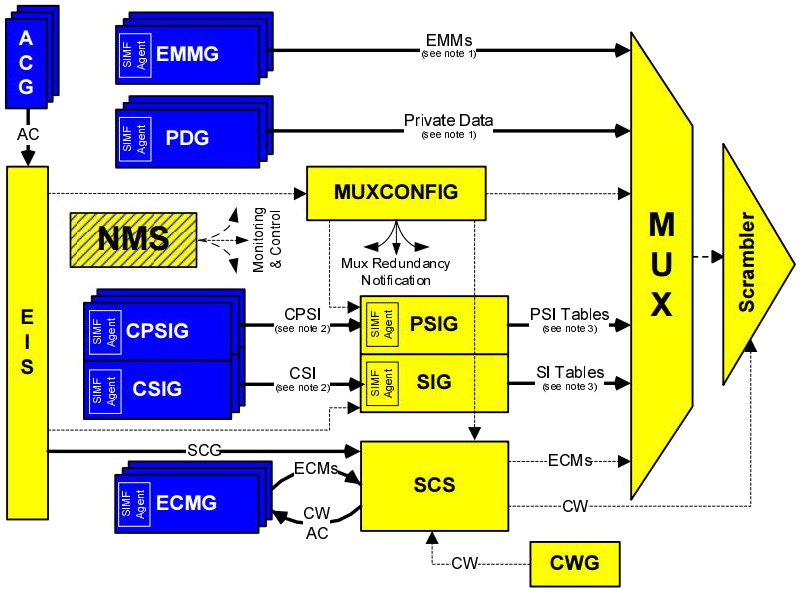 A
C
G
AC
SIMF
Agent
EMMG
EMMs
(see note 1)
SIMF
Agent
PDG
Private Data
(see note 1)
MUXCONFIG
NMS
Monitoring
& Control
Mux Redundancy
Notification
M
U
X
Scrambler
E
I
S
SIMF
Agent
CPSIG
CPSI
(see note 2)
SIMF
Agent
PSIG
PSI Tables
(see note 3)
SIMF
Agent
CSIG
CSI
(see note 2)
SIMF
Agent
SIG
SI Tables
(see note 3)
SCG
SIMF
Agent
ECMG
ECMs
CW
AC
SCS
ECMs
CW
CW
CWG